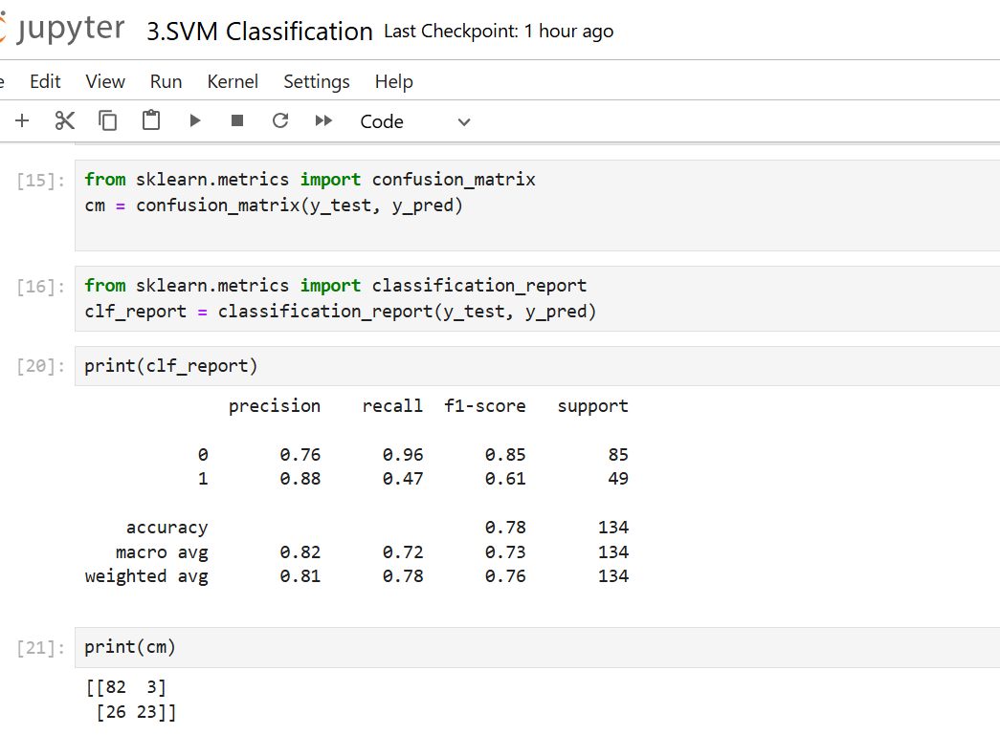 jupyter 3.SVM Classification Last Checkpoint: 1 hour ago
Edit View Run Kernel Settings Help
Code
[15]: from sklearn.metrics import confusion_matrix
cm = confusion_matrix(y_test, y_pred)
[16]: from sklearn.metrics import classification_report
clf_report = classification_report(y_test, y_pred)
[20]: print(clf_report)
precision recall f1-score support
0 0.76 0.96 0.85 85
1 0.88 0.47 0.61 49
accuracy 0.78 134
macro avg 0.82 0.72 0.73 134
weighted avg 0.81 0.78 0.76 134
[21]: print(cm)
[[82 3]
[26 23]]